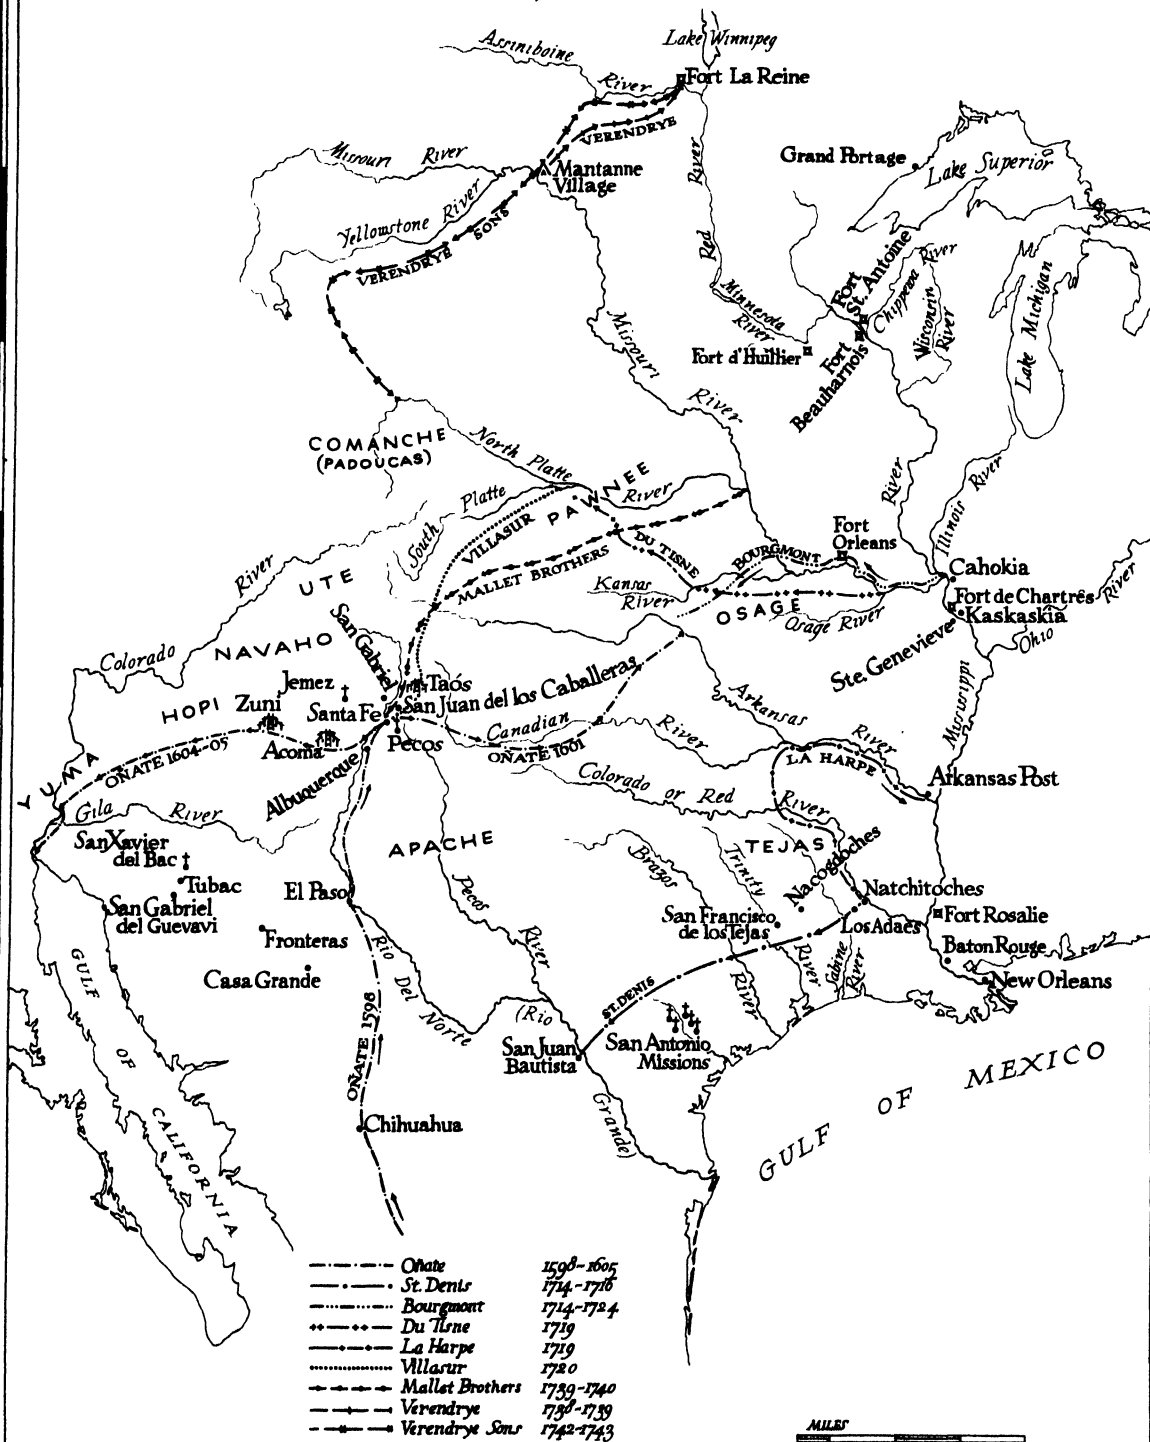 Assiniboine
River
Lake Winnipeg
Fort La Reine
VERENDRYE
Missouri River
Mantanne
Village
Red
River
Grand Portage
Lake Superior
Yellowstone River
VERENDRYE SONS
Minnesota
River
Fort
St. Antoine
Chippewa River
Wisconsin
River
Lake Michigan
Fort d'Huillier
Fort
Beauharnois
Missouri
River
COMANCHE
(PADOUCAS)
North Platte
River
PAWNEE
South
Platte
VILLASUR
MALLET BROTHERS
DU TISNE
BOURGMONT
Fort
Orleans
River
Illinois River
Cahokia
Fort de Chartrês
Kaskaskia
Ste. Genevieve
Ohio
River
Kansas
River
OSAGE
Osage River
Colorado
River
UTE
NAVAHO
San Gabriel
HOPI
Zuni
Jemez
Santa Fe
Taós
San Juan del los Caballeras
Acoma
Pecos
Canadian
River
OÑATE 1601
Arkansas
River
LA HARPE
Mississippi
Arkansas Post
YUMA
OÑATE 1604-05
Albuquerque
Gila
River
Colorado or Red
River
San Xavier
del Bac
Tubac
San Gabriel
del Guevavi
APACHE
El Paso
Pecos
River
Brazos
River
Trinity
River
TEJAS
Nacogdoches
Natchitoches
San Francisco
de los Tejas
Los Adaes
Fort Rosalie
Fronteras
Casa Grande
Baton Rouge
New Orleans
Sabine
River
Rio
Del
Norte
(Rio
Grande)
ST. DENIS
San Juan
Bautista
San Antonio
Missions
OÑATE 1598
Chihuahua
GULF
OF
CALIFORNIA
GULF OF MEXICO
Oñate 1598-1605
St. Denis 1714-1716
Bourgmont 1714-1724
Du Tisne 1719
La Harpe 1719
Villasur 1720
Mallet Brothers 1739-1740
Verendrye 1738-1739
Verendrye Sons 1742-1743
MILES